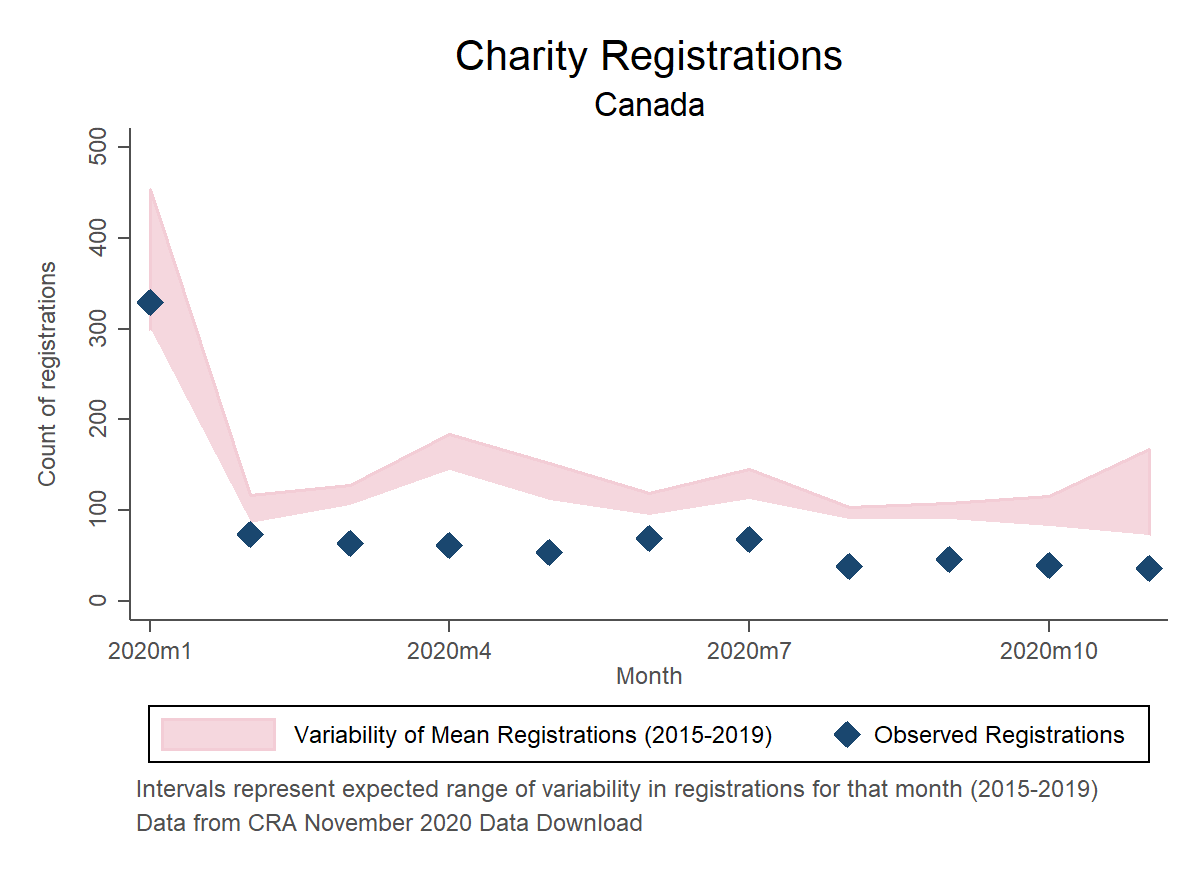 Charity Registrations
Canada
500
400
300
200
100
0
Count of registrations
2020m1 2020m4 2020m7 2020m10
Month
Variability of Mean Registrations (2015-2019) Observed Registrations
Intervals represent expected range of variability in registrations for that month (2015-2019)
Data from CRA November 2020 Data Download